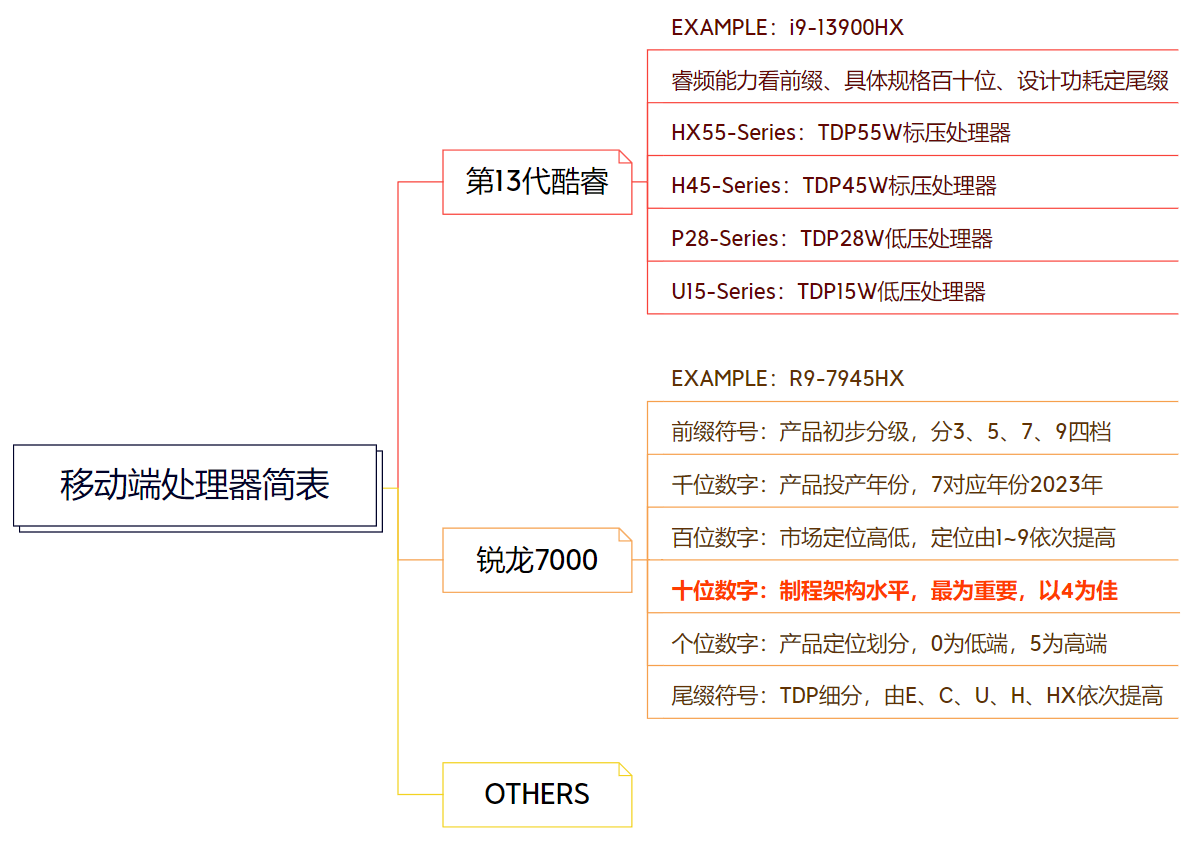 移动端处理器简表
第13代酷睿
EXAMPLE：i9-13900HX
睿频能力看前缀、具体规格百十位、设计功耗定尾缀
HX55-Series：TDP55W标压处理器
H45-Series：TDP45W标压处理器
P28-Series：TDP28W低压处理器
U15-Series：TDP15W低压处理器
锐龙7000
EXAMPLE：R9-7945HX
前缀符号：产品初步分级，分3、5、7、9四档
千位数字：产品投产年份，7对应年份2023年
百位数字：市场定位高低，定位由1~9依次提高
十位数字：制程架构水平，最为重要，以4为佳
个位数字：产品定位划分，0为低端，5为高端
尾缀符号：TDP细分，由E、C、U、H、HX依次提高
OTHERS